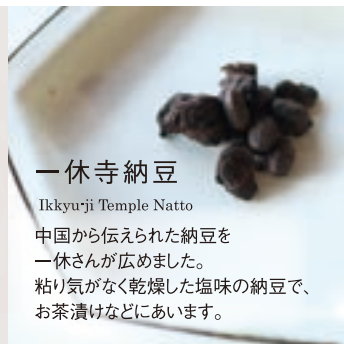 一休寺納豆
Ikkyu-ji Temple Natto
中国から伝えられた納豆を
一休さんが広めました。
粘り気がなく乾燥した塩味の納豆で、
お茶漬けなどにあいます。